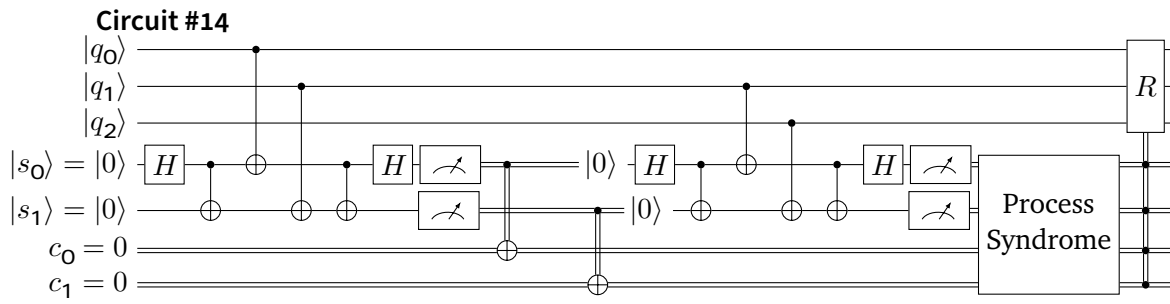 Circuit #14
|q₀⟩
|q₁⟩
R
|q₂⟩
|s₀⟩ = |0⟩ H H |0⟩ H H
|s₁⟩ = |0⟩ |0⟩
Process
Syndrome
c₀ = 0
c₁ = 0